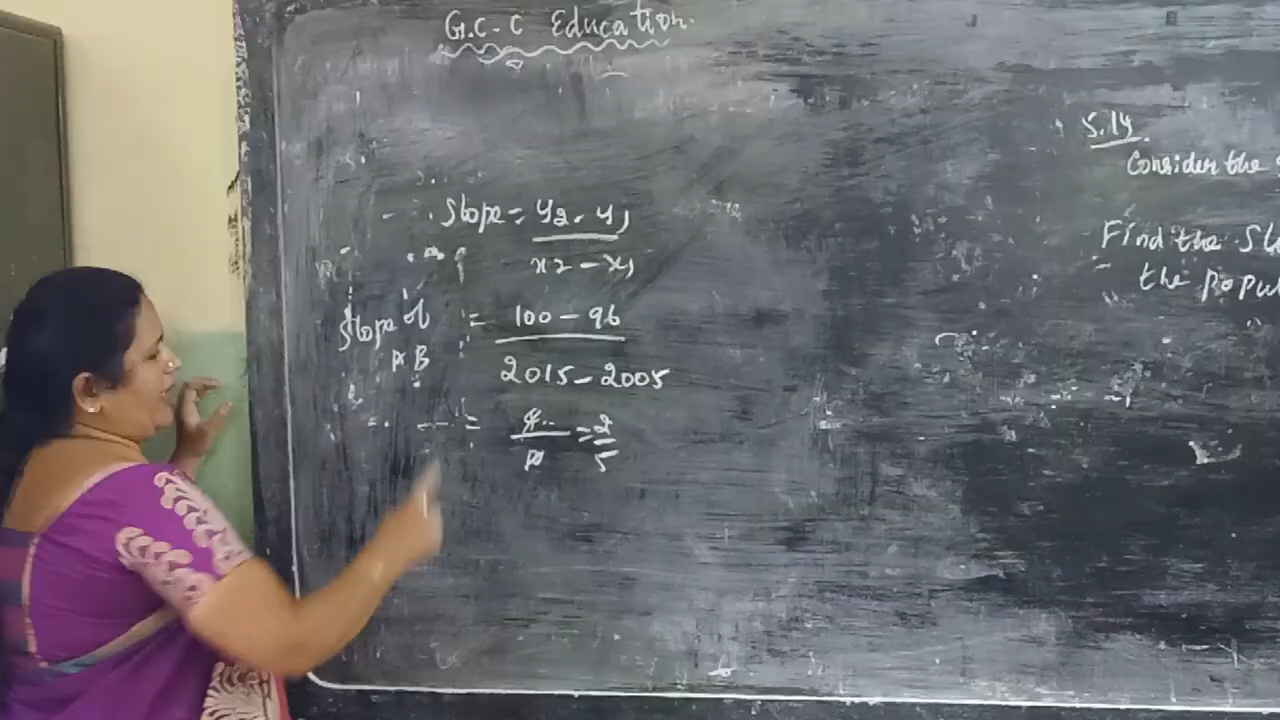 G.C.C Education.
Slope = y2 - y1
x2 - x1
Slope of AB = 100 - 96
2015 - 2005
= 4
10
= 2
5
5.14
Consider the
Find the Sl
the popul